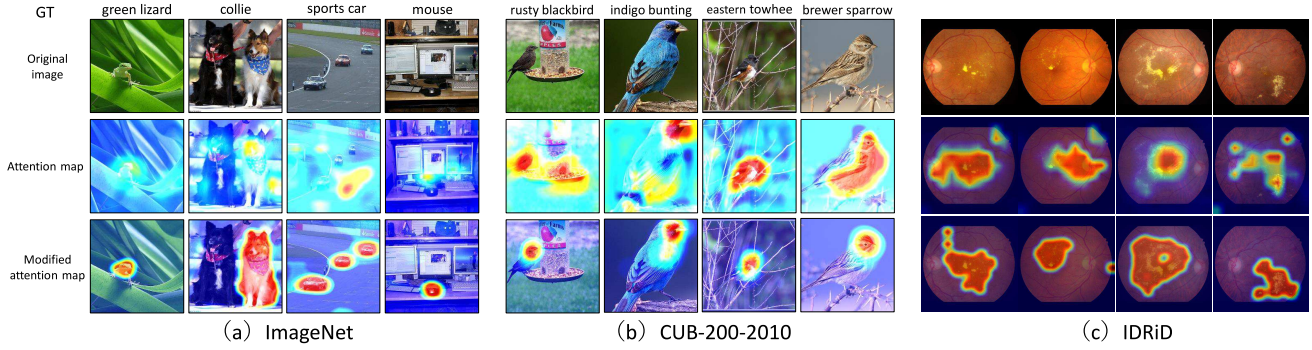 GT
green lizard
collie
sports car
mouse
rusty blackbird
indigo bunting
eastern towhee
brewer sparrow
Original
image
Attention map
Modified
attention map
（a） ImageNet
（b） CUB-200-2010
（c） IDRiD